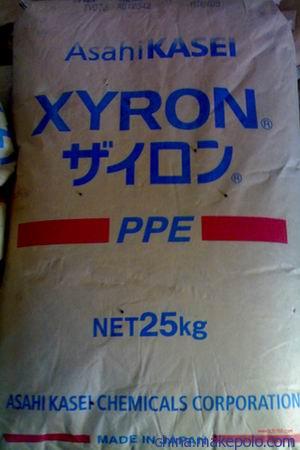 AsahiKASEI
XYRON®
ザイロン®
PPE
NET25kg
ASAHI KASEI CHEMICALS CORPORATION
MADE IN JAPAN
china.makepolo.com